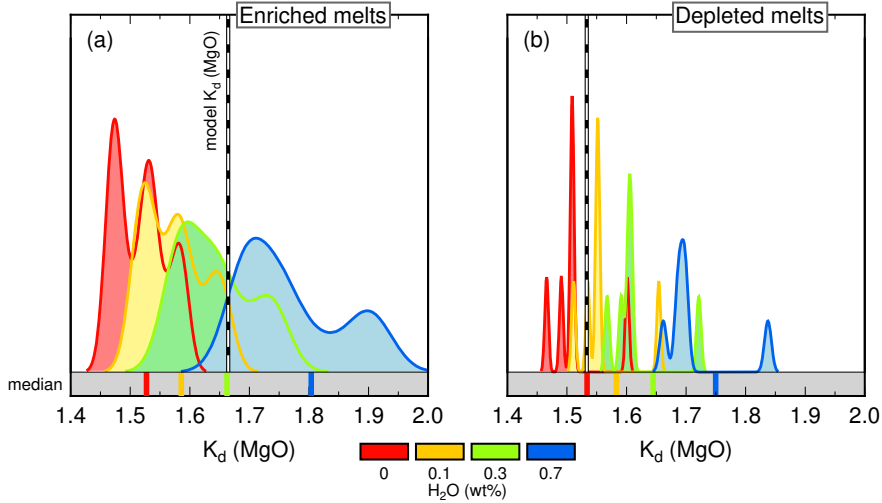 Enriched melts
Depleted melts
(a)
(b)
model K_d (MgO)
median
1.4 1.5 1.6 1.7 1.8 1.9 2.0
1.4 1.5 1.6 1.7 1.8 1.9 2.0
K_d (MgO)
K_d (MgO)
0 0.1 0.3 0.7
H₂O (wt%)